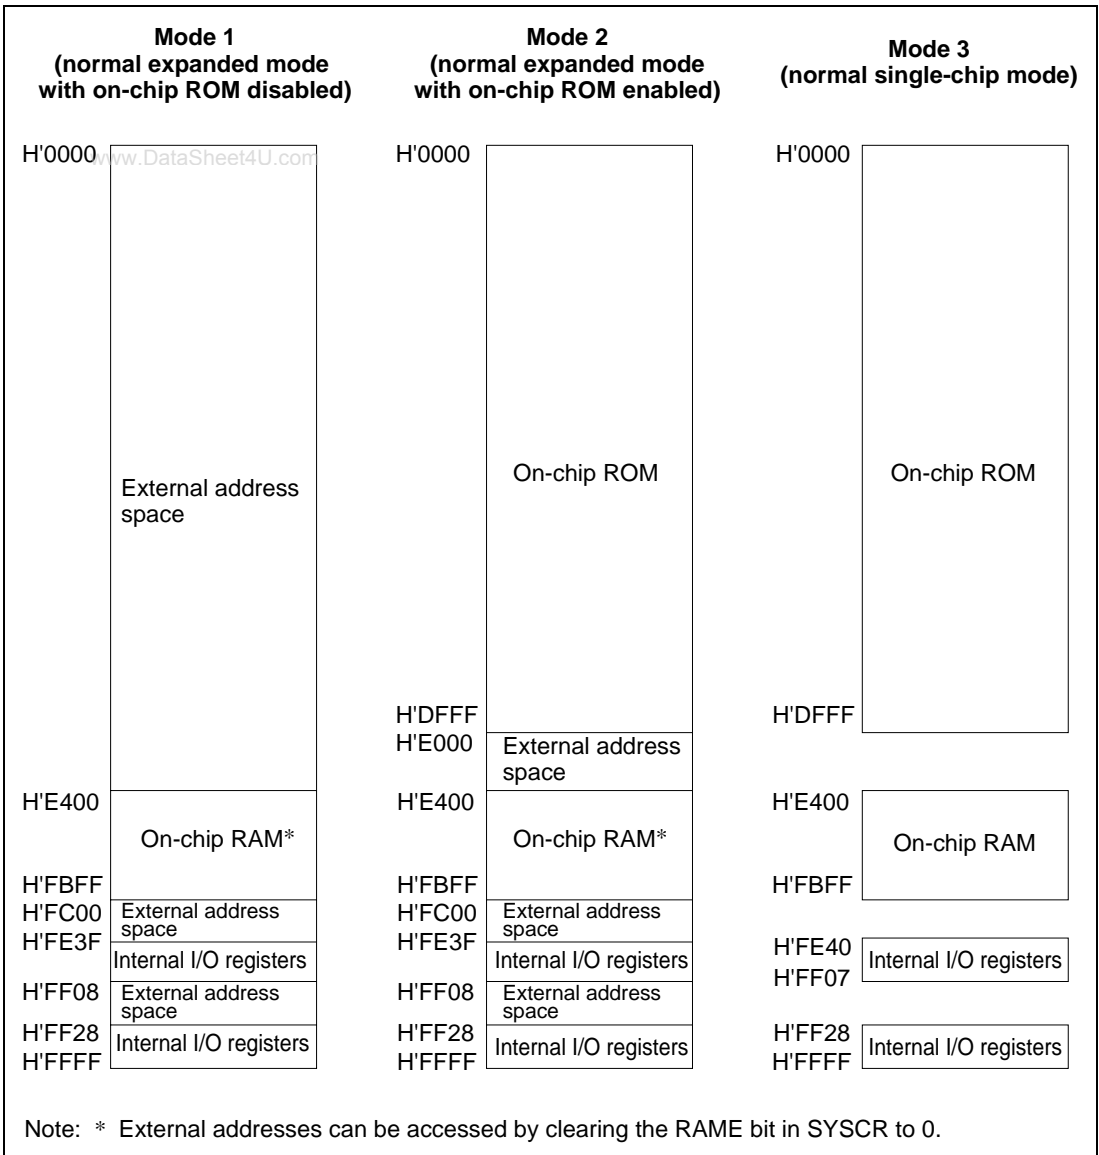 Mode 1
(normal expanded mode
with on-chip ROM disabled)
H'0000
www.DataSheet4U.com
External address
space
H'E400
On-chip RAM*
H'FBFF
H'FC00
External address
space
H'FE3F
Internal I/O registers
H'FF08
External address
space
H'FF28
Internal I/O registers
H'FFFF
Mode 2
(normal expanded mode
with on-chip ROM enabled)
H'0000
On-chip ROM
H'DFFF
H'E000
External address
space
H'E400
On-chip RAM*
H'FBFF
H'FC00
External address
space
H'FE3F
Internal I/O registers
H'FF08
External address
space
H'FF28
Internal I/O registers
H'FFFF
Mode 3
(normal single-chip mode)
H'0000
On-chip ROM
H'DFFF
H'E400
On-chip RAM
H'FBFF
H'FE40
Internal I/O registers
H'FF07
H'FF28
Internal I/O registers
H'FFFF
Note: * External addresses can be accessed by clearing the RAME bit in SYSCR to 0.